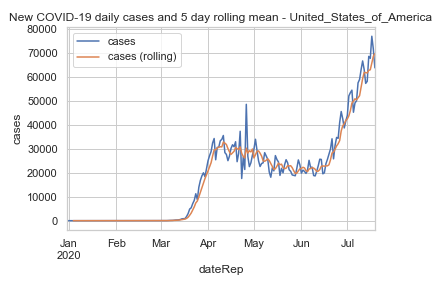 New COVID-19 daily cases and 5 day rolling mean - United_States_of_America
cases
cases (rolling)
80000
70000
60000
50000
40000
30000
20000
10000
0
cases
Jan Feb Mar Apr May Jun Jul
2020
dateRep